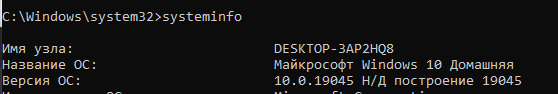 C:\Windows\system32>systeminfo
Имя узла: DESKTOP-3AP2HQ8
Название ОС: Майкрософт Windows 10 Домашняя
Версия ОС: 10.0.19045 Н/Д построение 19045